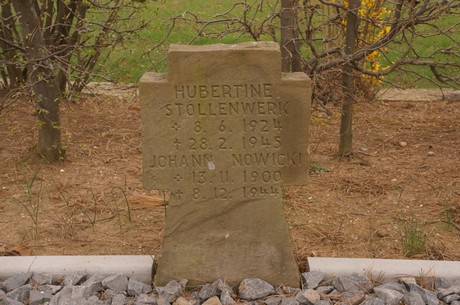 HUBERTINE
STOLLENWERK
* 8. 6. 1924
+ 28. 2. 1945
JOHANN NOWICKI
* 13. 11. 1900
+ 8. 12. 1944